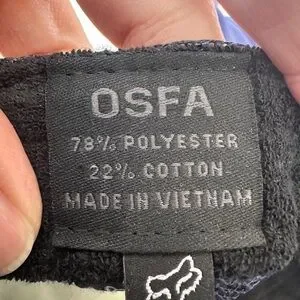 OSFA
78% POLYESTER
22% COTTON
MADE IN VIETNAM